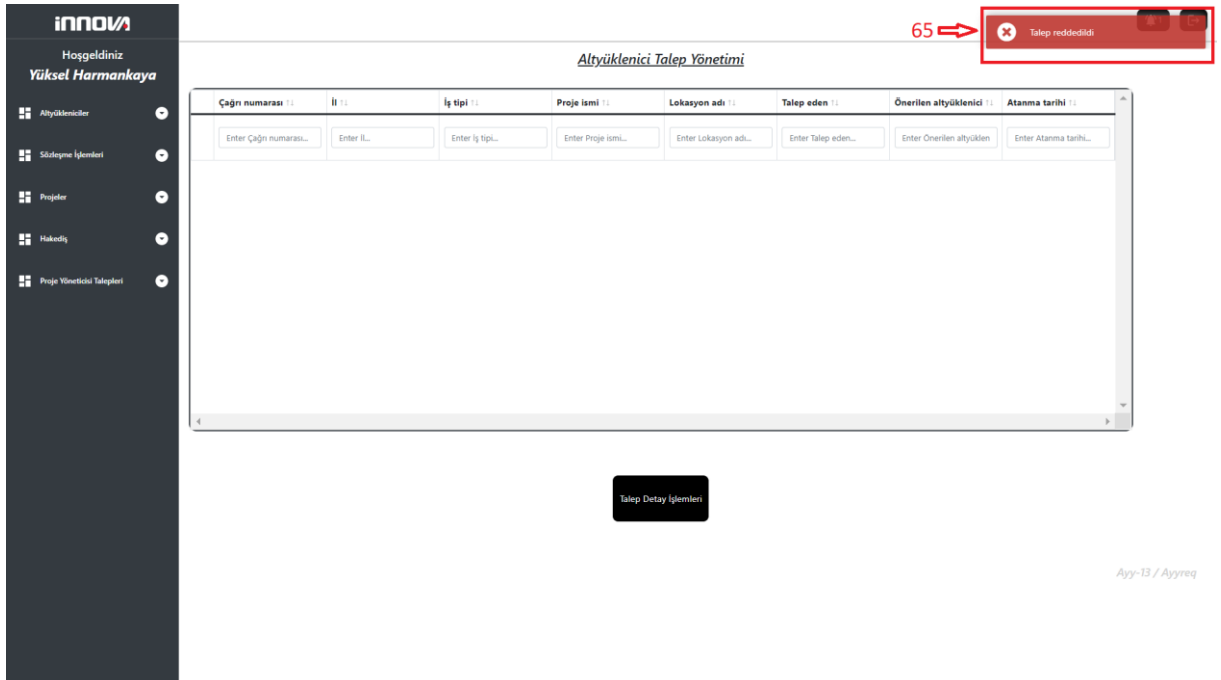 innova
Hoşgeldiniz
Yüksel Harmankaya
Altyükleniciler
Sözleşme İşlemleri
Projeler
Hakediş
Proje Yöneticisi Talepleri
65
Talep reddedildi
Altyüklenici Talep Yönetimi
Çağrı numarası İl İş tipi Proje ismi Lokasyon adı Talep eden Önerilen altyüklenici Atanma tarihi
Enter Çağrı numarası... Enter İl... Enter İş tipi... Enter Proje ismi... Enter Lokasyon adı... Enter Talep eden... Enter Önerilen altyüklen Enter Atanma tarihi...
Talep Detay İşlemleri
Ayy-13 / Ayyreq